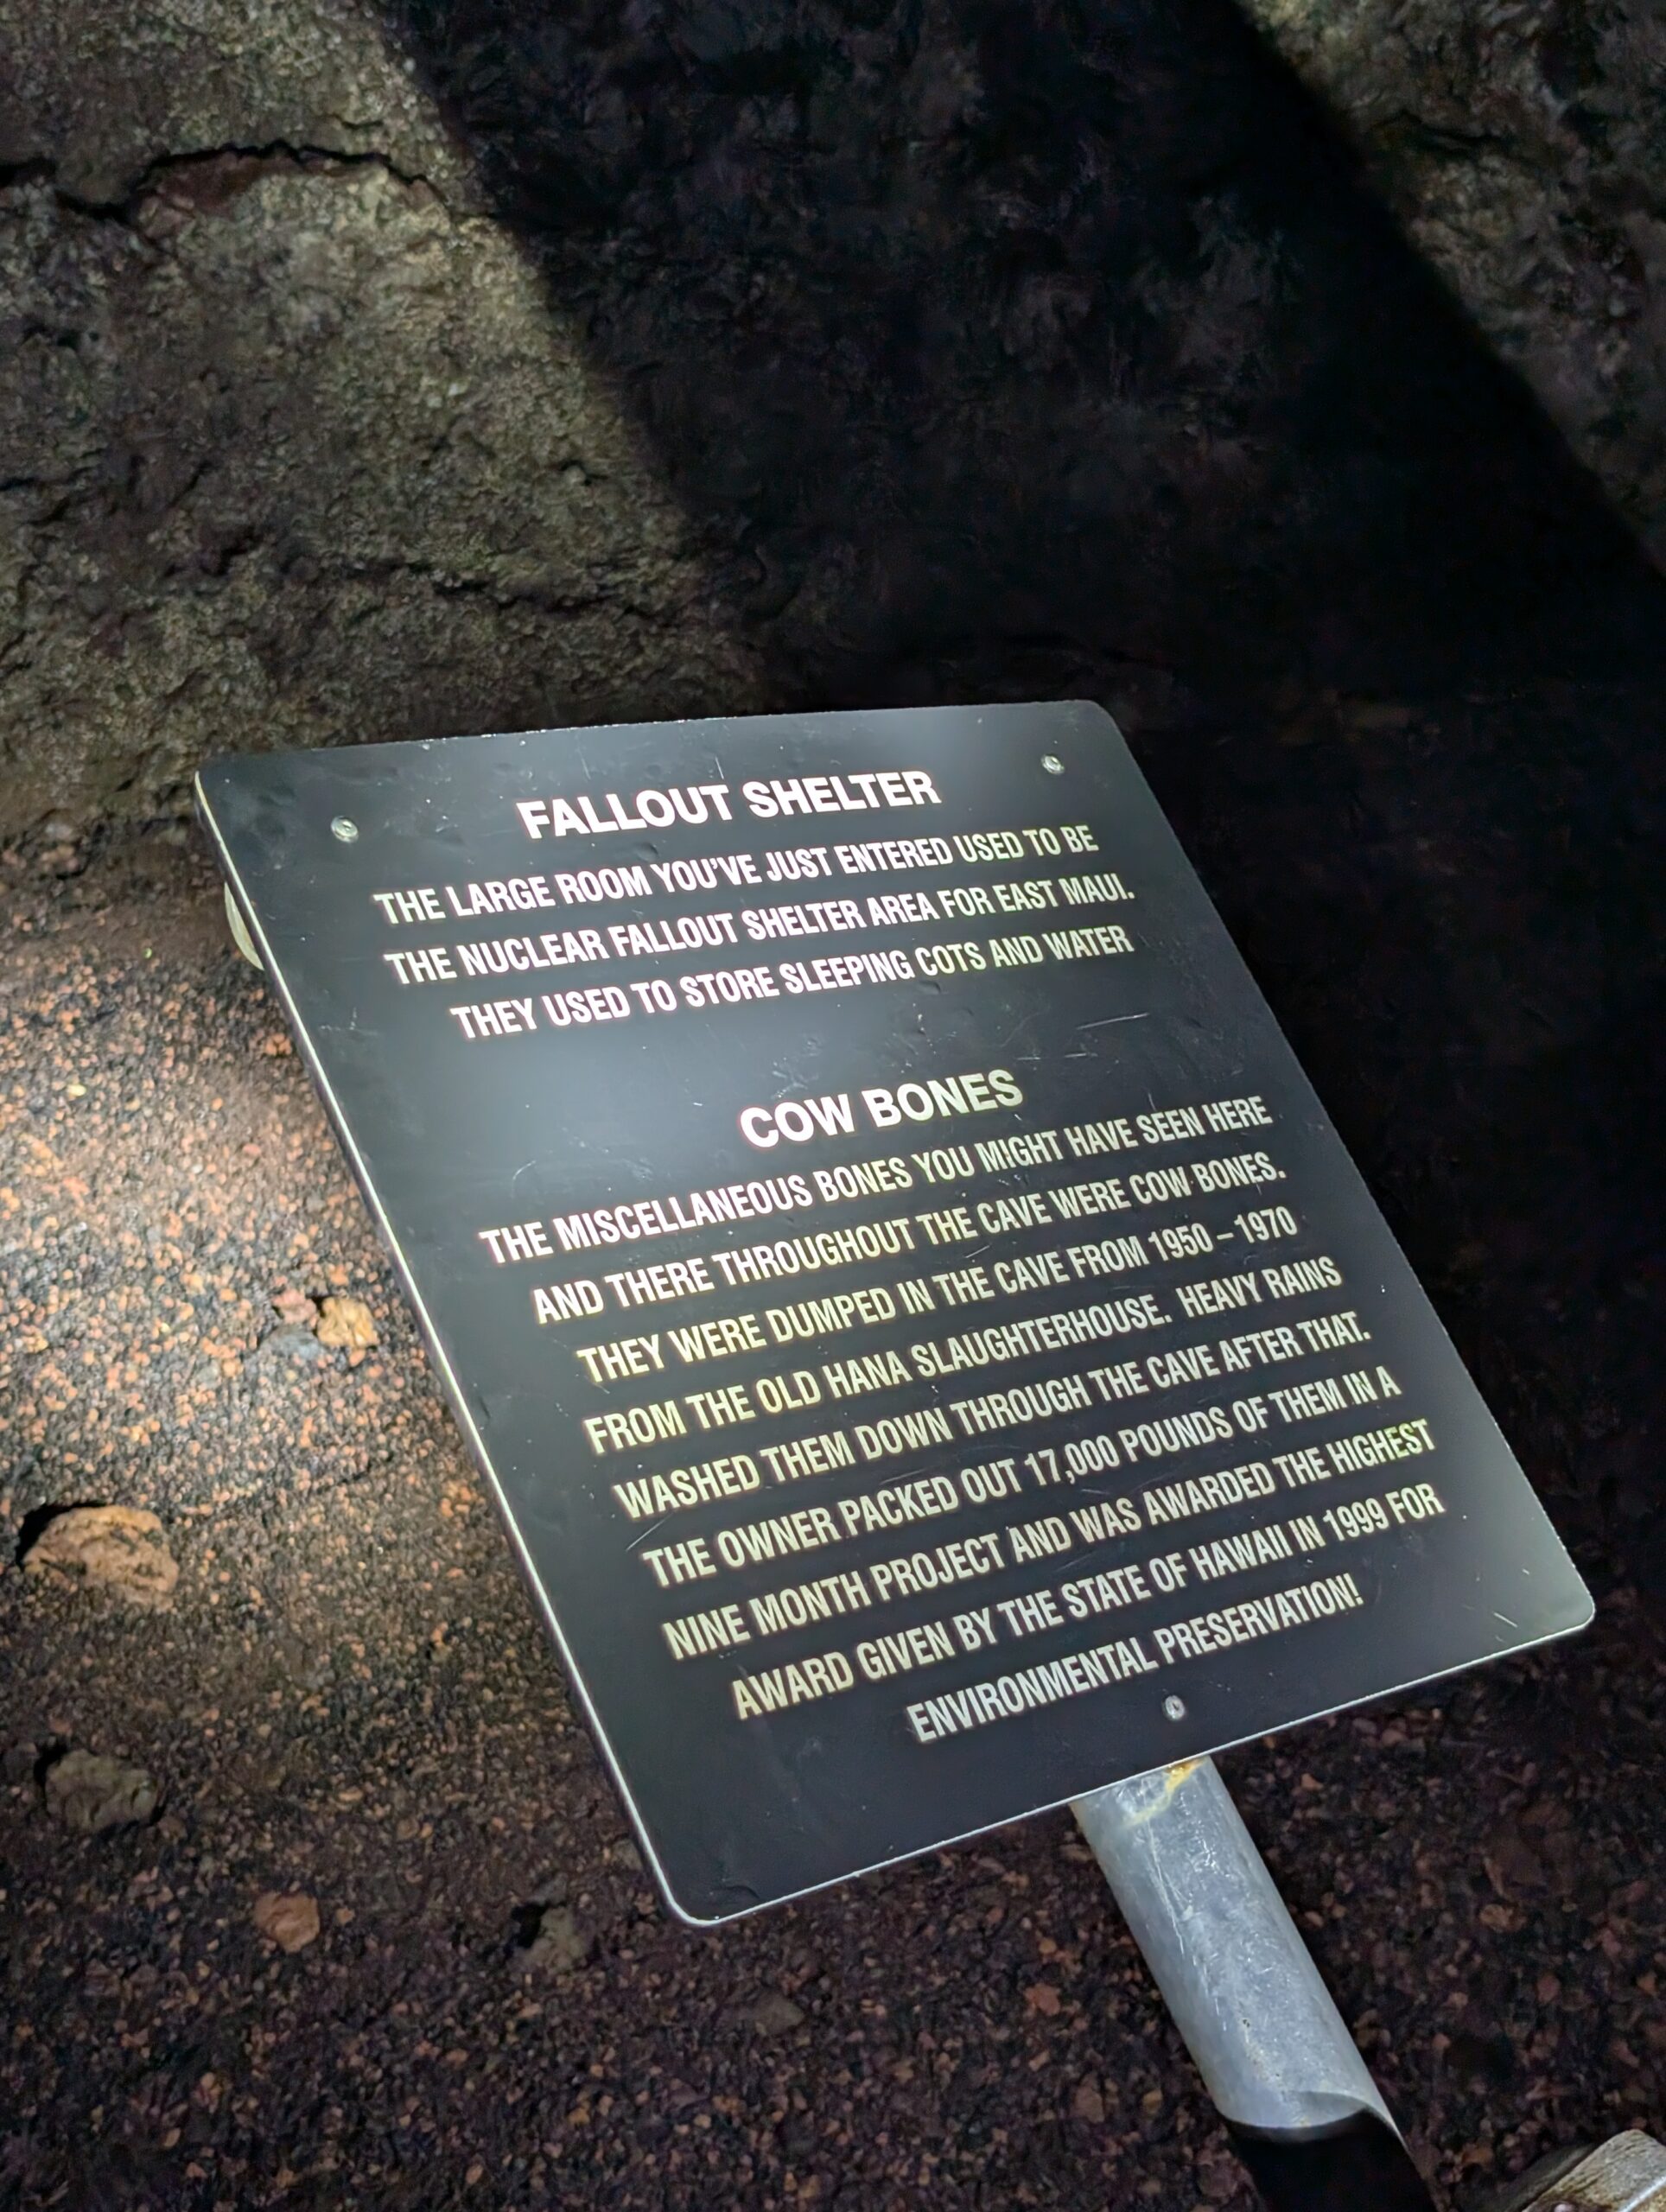 FALLOUT SHELTER
THE LARGE ROOM YOU'VE JUST ENTERED USED TO BE
THE NUCLEAR FALLOUT SHELTER AREA FOR EAST MAUI.
THEY USED TO STORE SLEEPING COTS AND WATER
COW BONES
THE MISCELLANEOUS BONES YOU MIGHT HAVE SEEN HERE
AND THERE THROUGHOUT THE CAVE WERE COW BONES.
THEY WERE DUMPED IN THE CAVE FROM 1950 – 1970
FROM THE OLD HANA SLAUGHTERHOUSE. HEAVY RAINS
WASHED THEM DOWN THROUGH THE CAVE AFTER THAT.
THE OWNER PACKED OUT 17,000 POUNDS OF THEM IN A
NINE MONTH PROJECT AND WAS AWARDED THE HIGHEST
AWARD GIVEN BY THE STATE OF HAWAII IN 1999 FOR
ENVIRONMENTAL PRESERVATION!